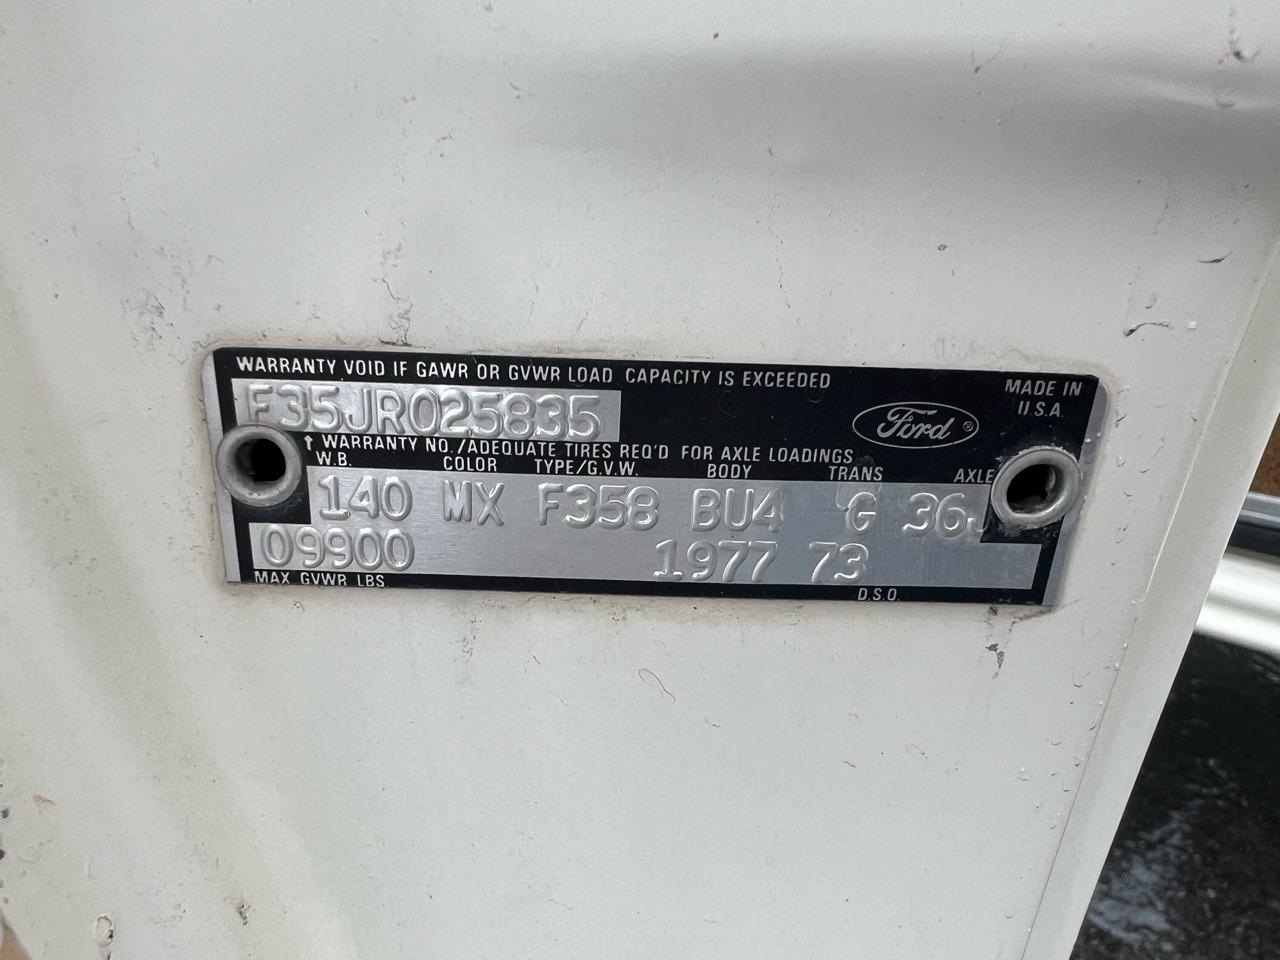 WARRANTY VOID IF GAWR OR GVWR LOAD CAPACITY IS EXCEEDED
MADE IN U.S.A.
F35JR025835
Ford ®
↑ WARRANTY NO./ADEQUATE TIRES REQ'D FOR AXLE LOADINGS
W.B. COLOR TYPE/G.V.W. BODY TRANS AXLE
140 MX F358 BU4 G 36J
09900 1977 73
MAX GVWR LBS. D.S.O.